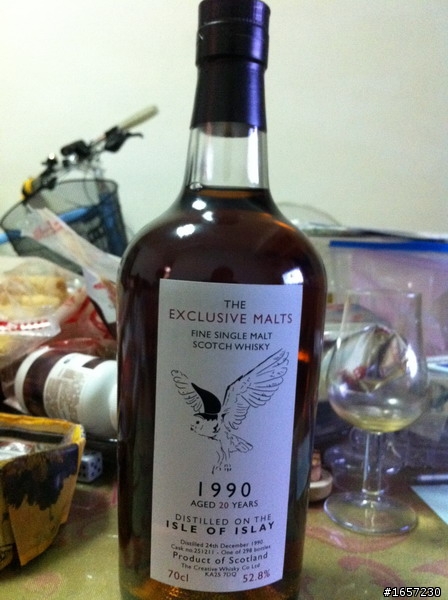 THE
EXCLUSIVE MALTS
FINE SINGLE MALT
SCOTCH WHISKY
1990
AGED 20 YEARS
DISTILLED ON THE
ISLE OF ISLAY
Distilled 24th December 1990
Cask no 251211 - One of 298 bottles
Product of Scotland
The Creative Whisky Co Ltd
70cl KA25 7DQ 52.8%
#1657230